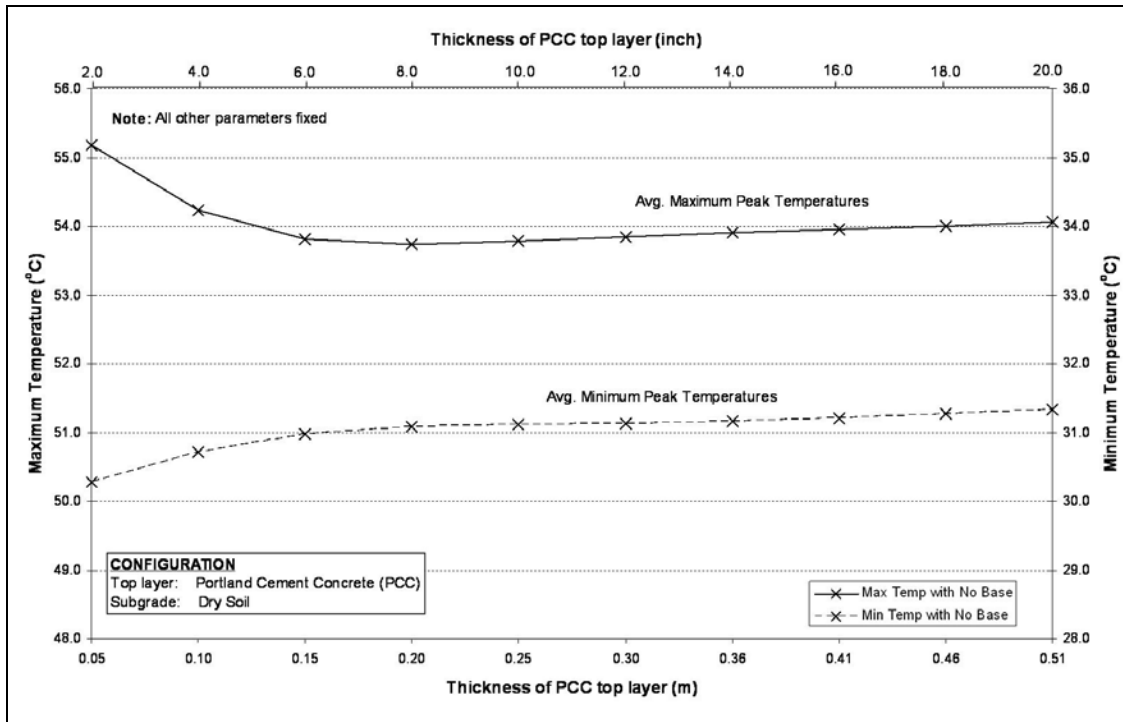 Thickness of PCC top layer (inch)
2.0 4.0 6.0 8.0 10.0 12.0 14.0 16.0 18.0 20.0
56.0 36.0
Note: All other parameters fixed
55.0 35.0
Avg. Maximum Peak Temperatures
54.0 34.0
53.0 33.0
Maximum Temperature (°C)
Minimum Temperature (°C)
52.0 32.0
Avg. Minimum Peak Temperatures
51.0 31.0
50.0 30.0
CONFIGURATION
Top layer: Portland Cement Concrete (PCC)
Subgrade: Dry Soil
49.0 29.0
Max Temp with No Base
Min Temp with No Base
48.0 28.0
0.05 0.10 0.15 0.20 0.25 0.30 0.36 0.41 0.46 0.51
Thickness of PCC top layer (m)